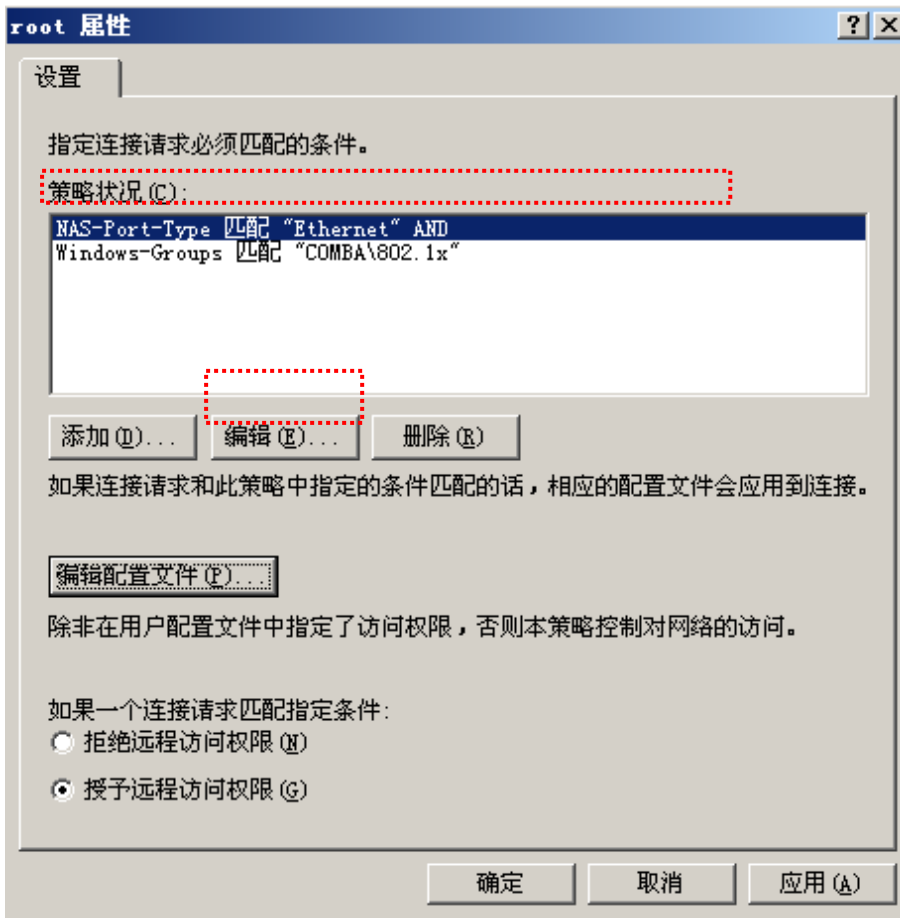 root 属性
设置
指定连接请求必须匹配的条件。
策略状况(C):
NAS-Port-Type 匹配 “Ethernet” AND
Windows-Groups 匹配 “COMBA\802.1x”
添加(D)... 编辑(E)... 删除(R)
如果连接请求和此策略中指定的条件匹配的话，相应的配置文件会应用到连接。
编辑配置文件(P)...
除非在用户配置文件中指定了访问权限，否则本策略控制对网络的访问。
如果一个连接请求匹配指定条件:
拒绝远程访问权限(N)
授予远程访问权限(G)
确定 取消 应用(A)